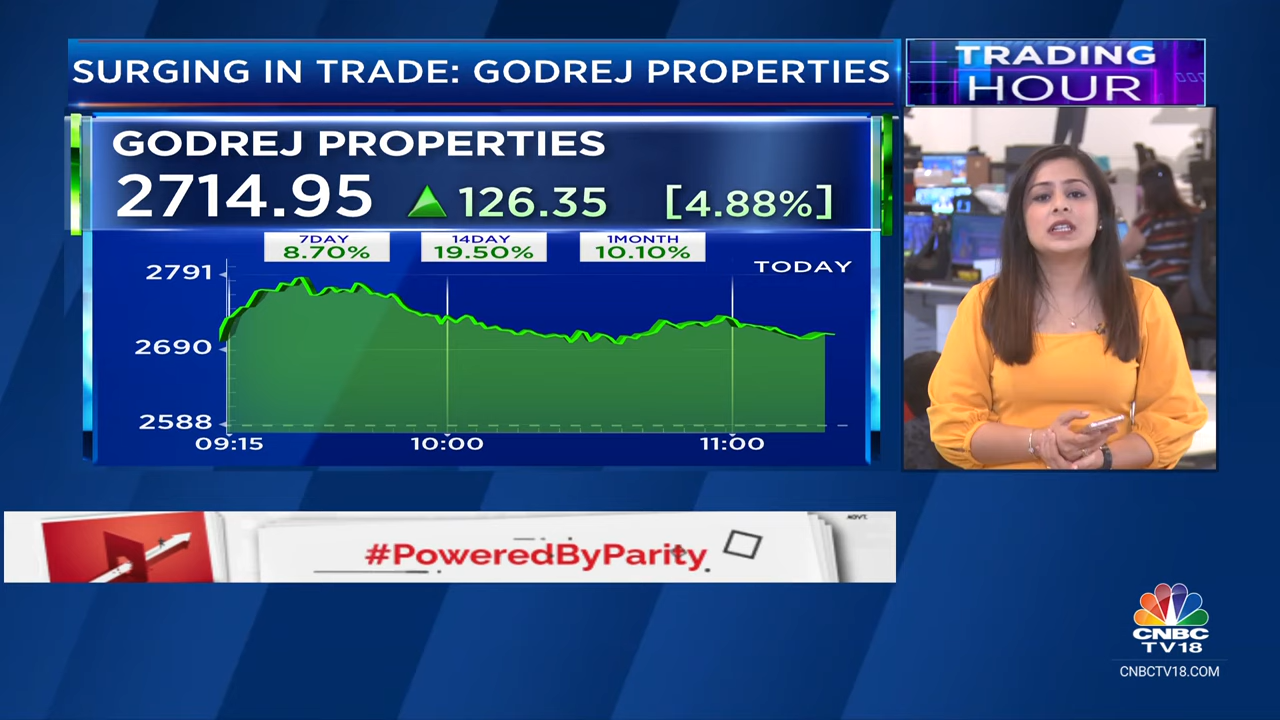 SURGING IN TRADE: GODREJ PROPERTIES
TRADING
HOUR
GODREJ PROPERTIES
2714.95 ▲ 126.35 [4.88%]
7DAY
8.70%
14DAY
19.50%
1MONTH
10.10%
TODAY
2791
2690
2588
09:15 10:00 11:00
#PoweredByParity
ADVT.
CNBC
TV18
CNBCTV18.COM